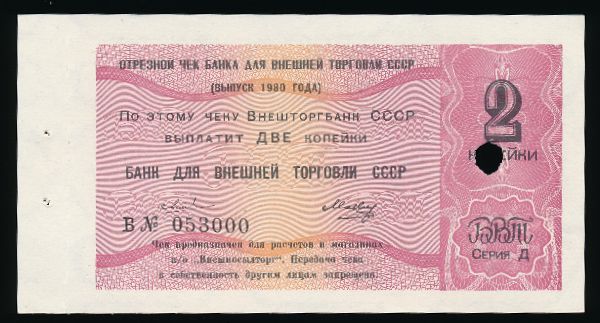 ОТРЕЗНОЙ ЧЕК БАНКА ДЛЯ ВНЕШНЕЙ ТОРГОВЛИ СССР
(ВЫПУСК 1980 ГОДА)
По этому чеку Внешторгбанк СССР
ВЫПЛАТИТ ДВЕ КОПЕЙКИ
БАНК ДЛЯ ВНЕШНЕЙ ТОРГОВЛИ СССР
В № 053000
Чек предназначен для расчетов в магазинах
в/о "Внешпосылторг". Передача чека
в собственность другим лицам запрещена.
2
КОПЕЙКИ
ВВТ
Серия Д